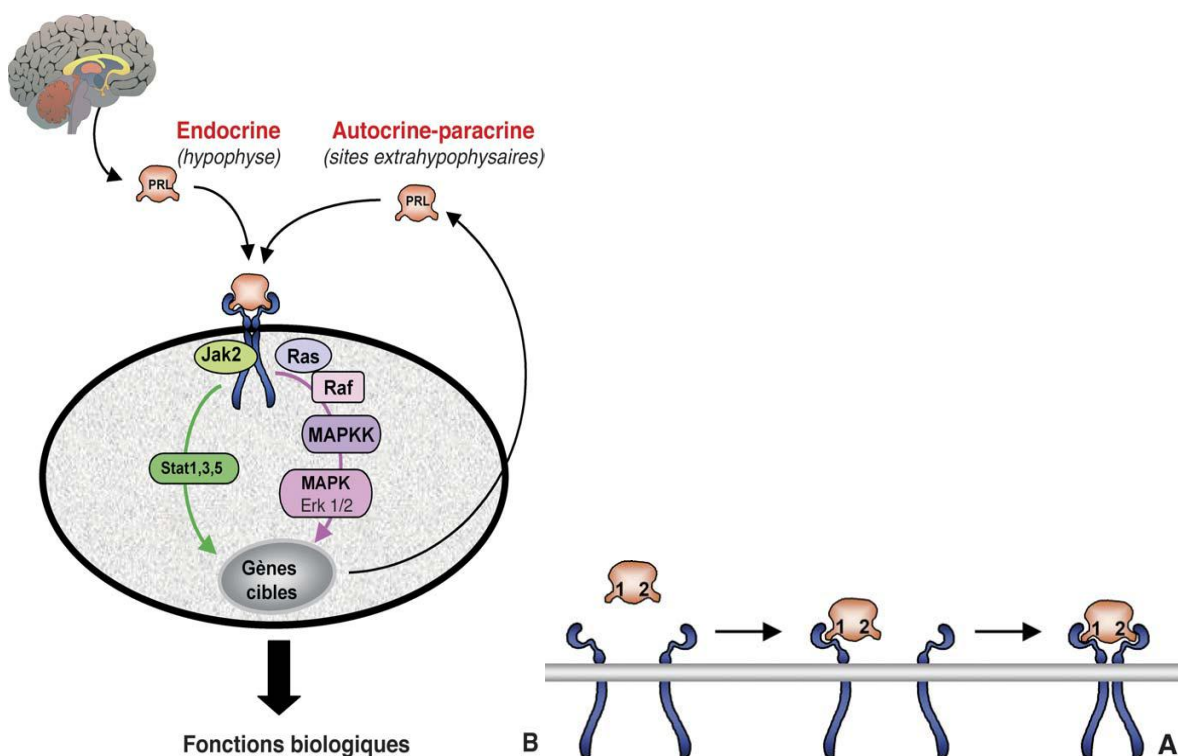 Endocrine
(hypophyse)
Autocrine-paracrine
(sites extrahypophysaires)
PRL
PRL
Jak2
Ras
Raf
MAPKK
Stat1,3,5
MAPK
Erk 1/2
Gènes
cibles
Fonctions biologiques
B
1 2
1 2
1 2
A